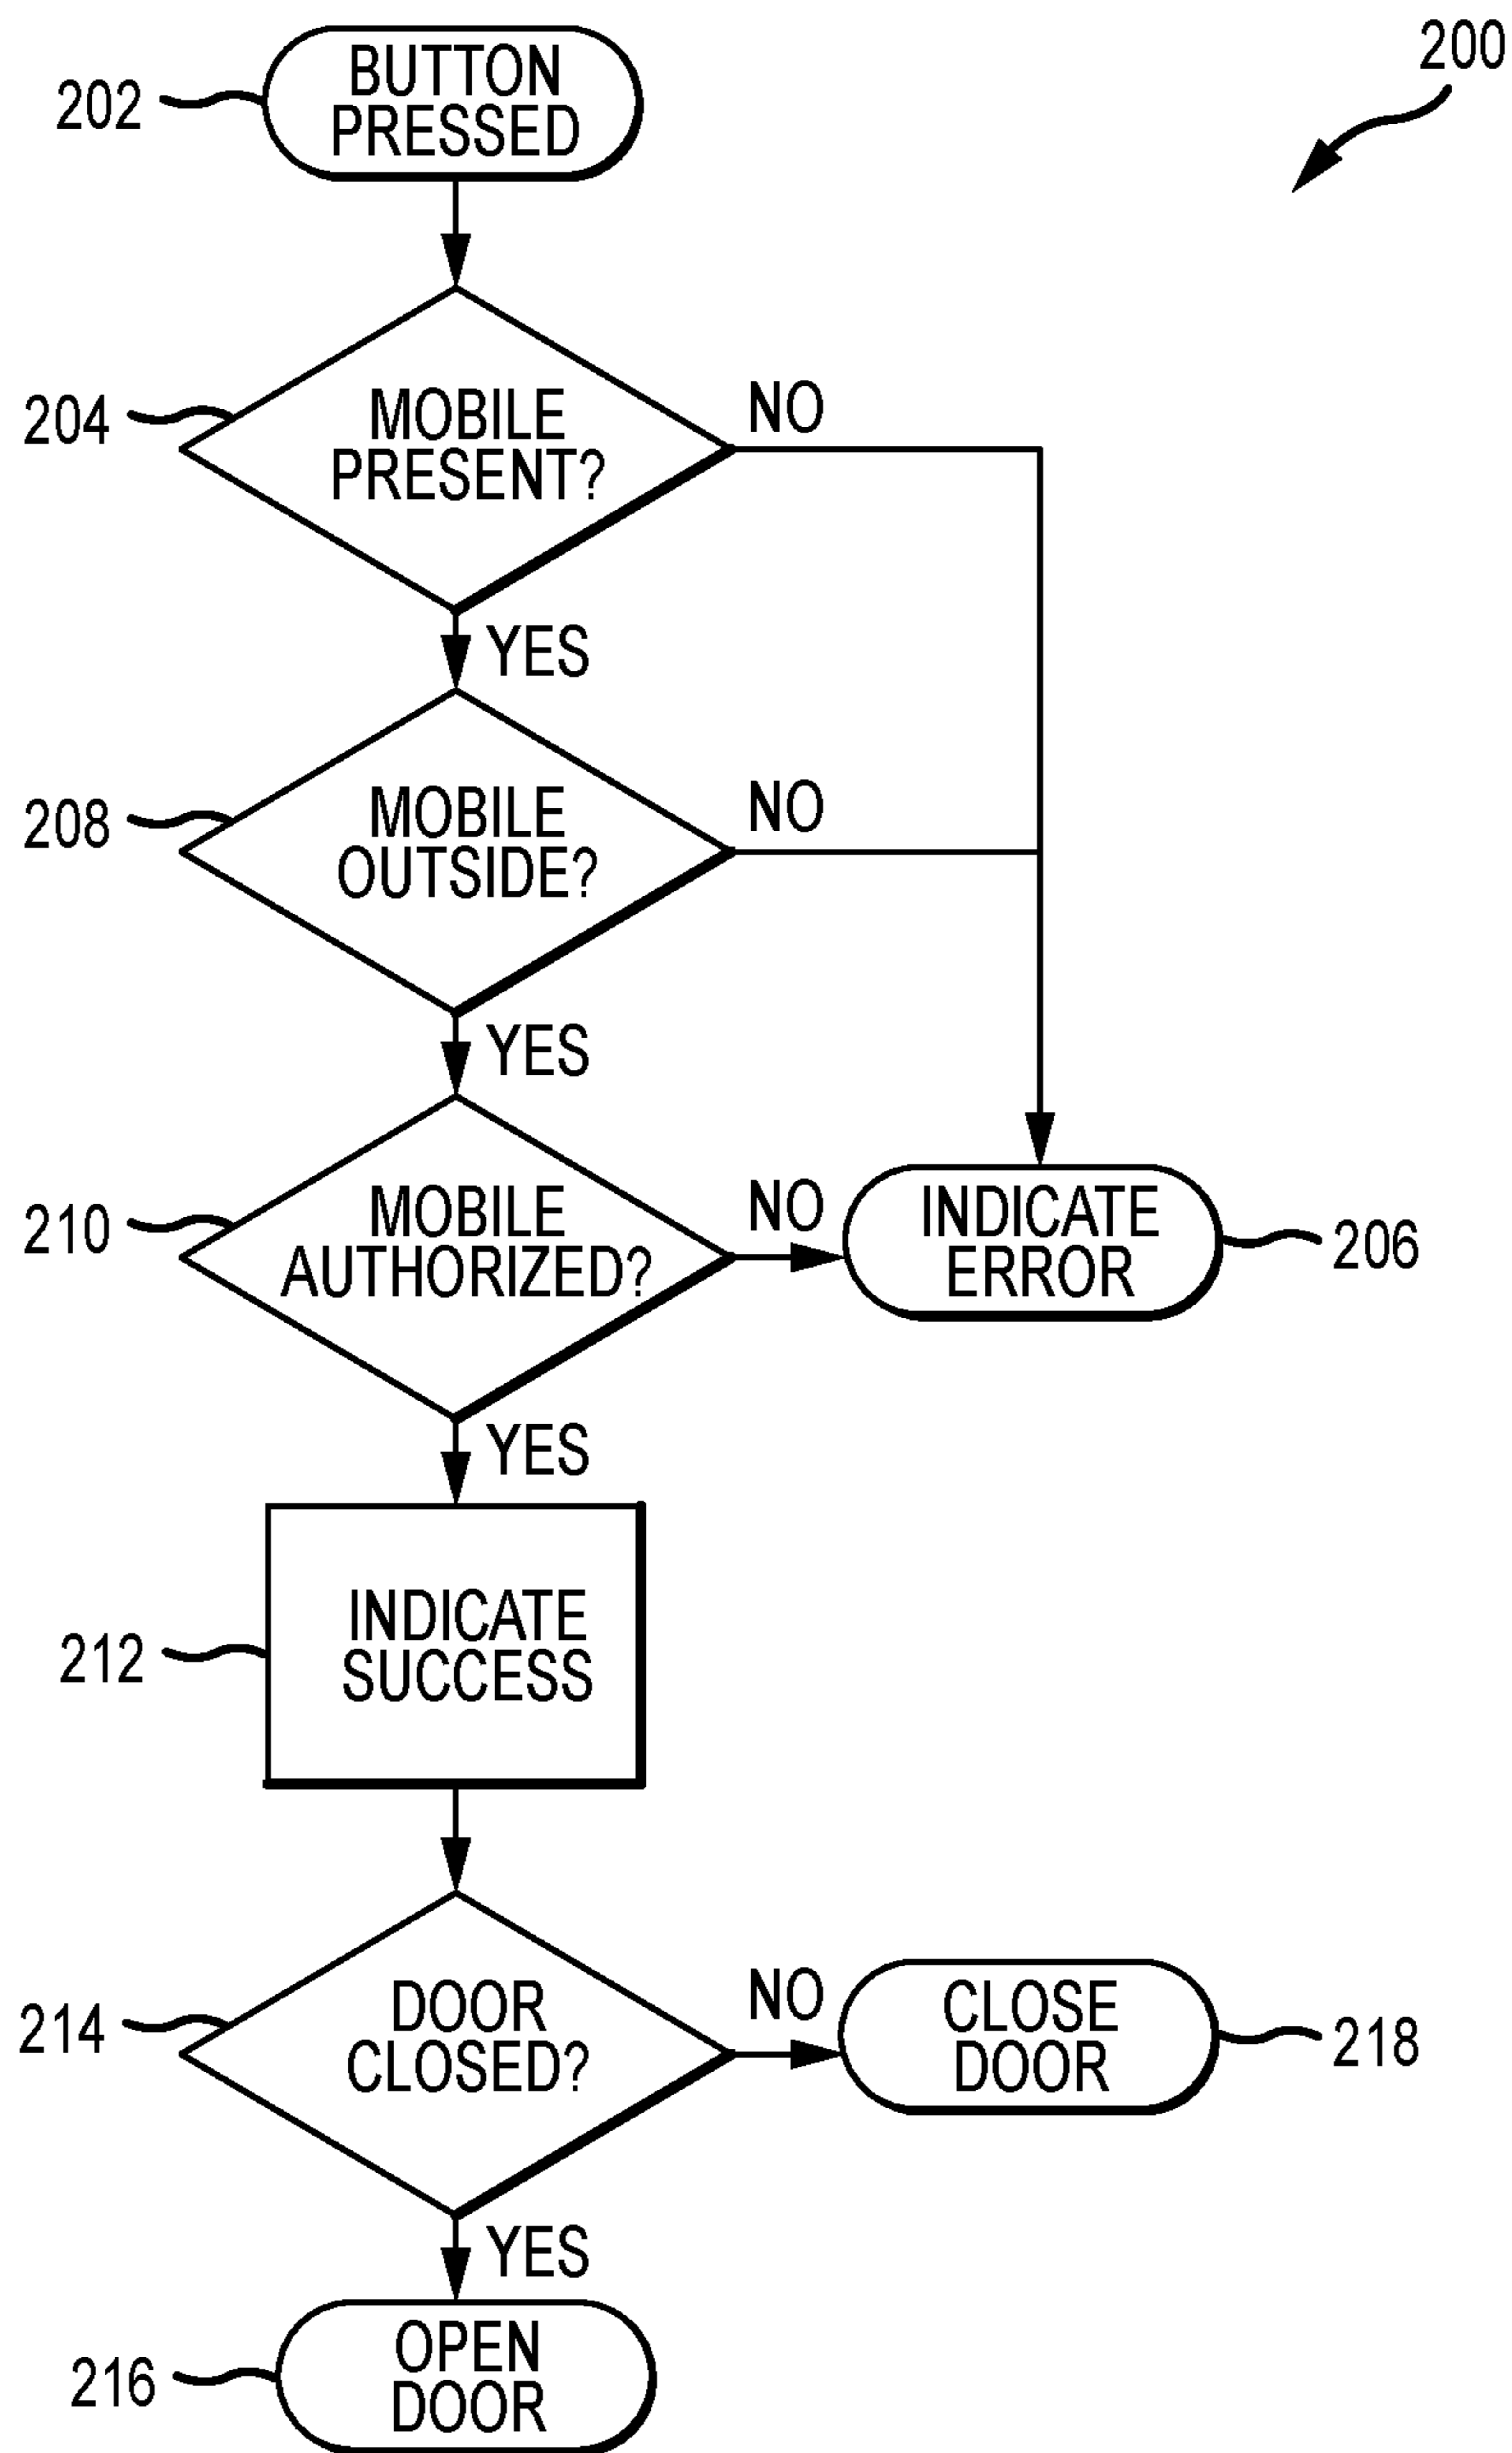 200
202
BUTTON
PRESSED
204
MOBILE
PRESENT?
NO
YES
208
MOBILE
OUTSIDE?
NO
YES
210
MOBILE
AUTHORIZED?
NO
INDICATE
ERROR
206
YES
212
INDICATE
SUCCESS
214
DOOR
CLOSED?
NO
CLOSE
DOOR
218
YES
216
OPEN
DOOR